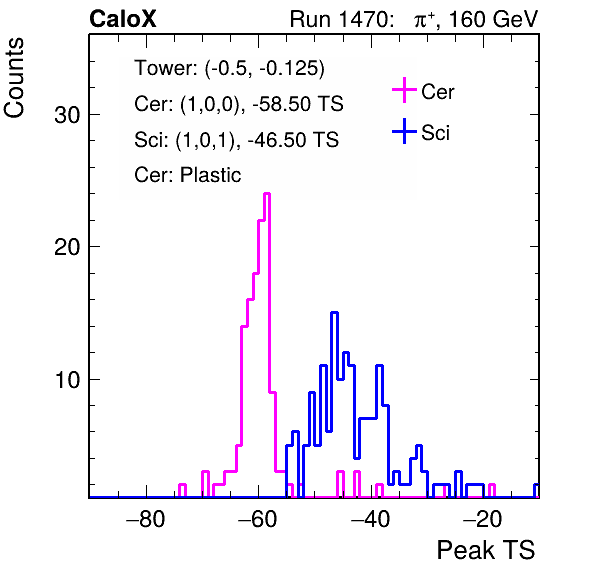 CaloX Run 1470: π⁺, 160 GeV
Counts
Tower: (-0.5, -0.125)
Cer: (1,0,0), -58.50 TS
Sci: (1,0,1), -46.50 TS
Cer: Plastic
Cer
Sci
30
20
10
−80 −60 −40 −20
Peak TS